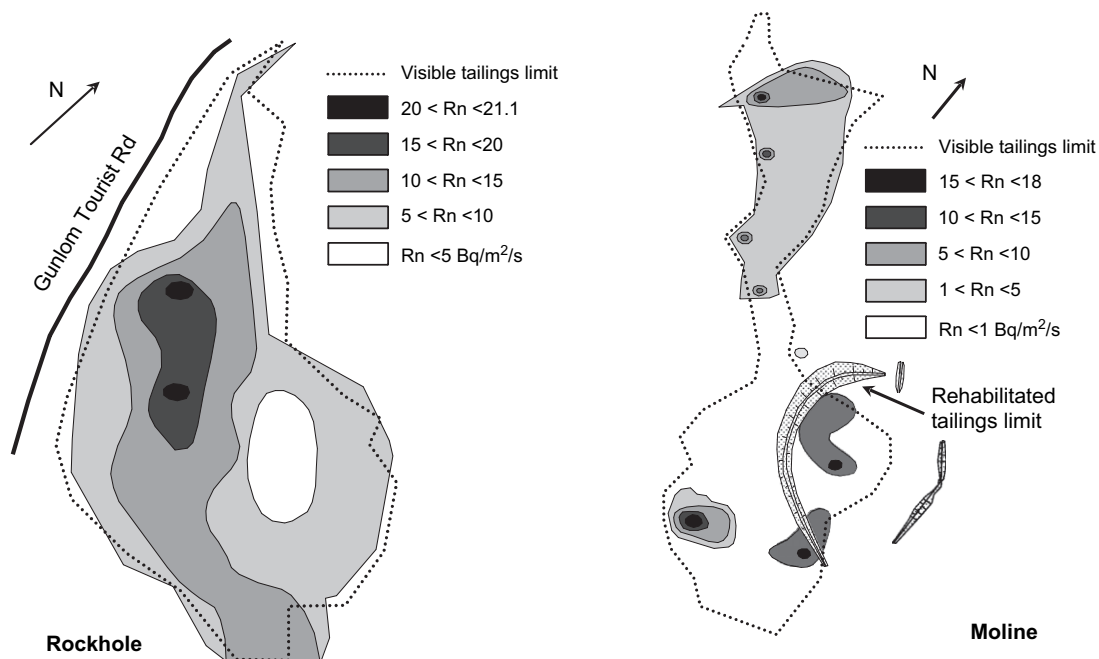 N
Gunlom Tourist Rd
Visible tailings limit
20 < Rn <21.1
15 < Rn <20
10 < Rn <15
5 < Rn <10
Rn <5 Bq/m²/s
Rockhole
N
Visible tailings limit
15 < Rn <18
10 < Rn <15
5 < Rn <10
1 < Rn <5
Rn <1 Bq/m²/s
Rehabilitated
tailings limit
Moline